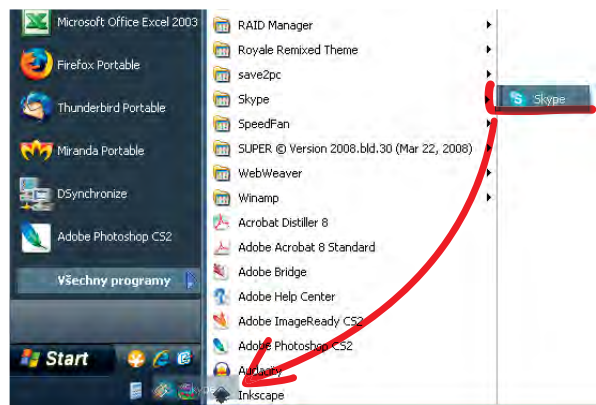 Microsoft Office Excel 2003
Firefox Portable
Thunderbird Portable
Miranda Portable
DSynchronize
Adobe Photoshop CS2
Všechny programy
Start
RAID Manager
Royale Remixed Theme
save2pc
Skype
SpeedFan
SUPER © Version 2008.bld.30 (Mar 22, 2008)
WebWeaver
Winamp
Acrobat Distiller 8
Adobe Acrobat 8 Standard
Adobe Bridge
Adobe Help Center
Adobe ImageReady CS2
Adobe Photoshop CS2
Audacity
Inkscape
Skype
Skype